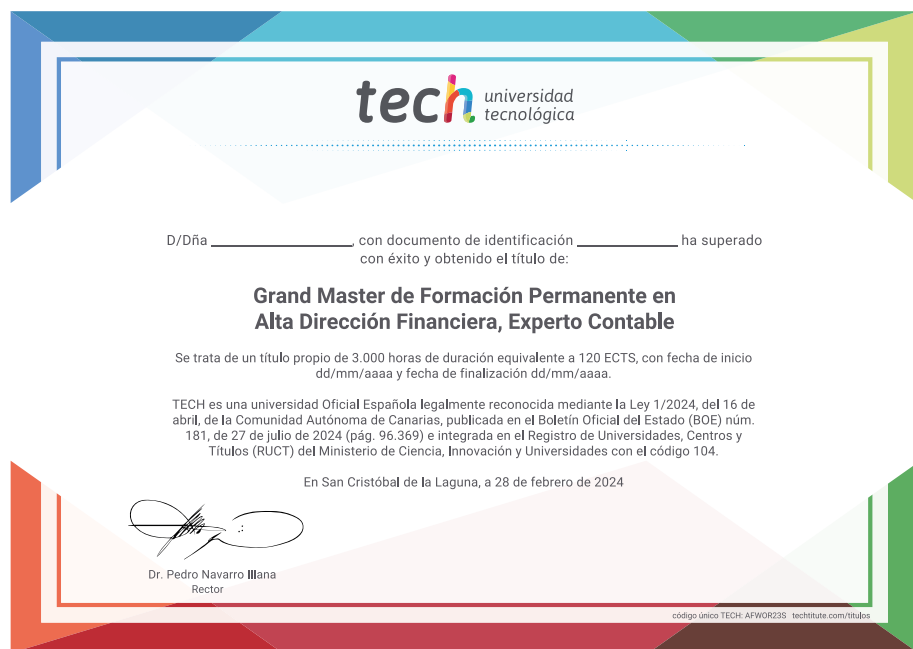 tech universidad
tecnológica
D/Dña ____________________, con documento de identificación ______________ ha superado
con éxito y obtenido el título de:
Grand Master de Formación Permanente en
Alta Dirección Financiera, Experto Contable
Se trata de un título propio de 3.000 horas de duración equivalente a 120 ECTS, con fecha de inicio
dd/mm/aaaa y fecha de finalización dd/mm/aaaa.
TECH es una universidad Oficial Española legalmente reconocida mediante la Ley 1/2024, del 16 de
abril, de la Comunidad Autónoma de Canarias, publicada en el Boletín Oficial del Estado (BOE) núm.
181, de 27 de julio de 2024 (pág. 96.369) e integrada en el Registro de Universidades, Centros y
Títulos (RUCT) del Ministerio de Ciencia, Innovación y Universidades con el código 104.
En San Cristóbal de la Laguna, a 28 de febrero de 2024
Dr. Pedro Navarro Illana
Rector
código único TECH: AFWOR23S techtitute.com/titulos